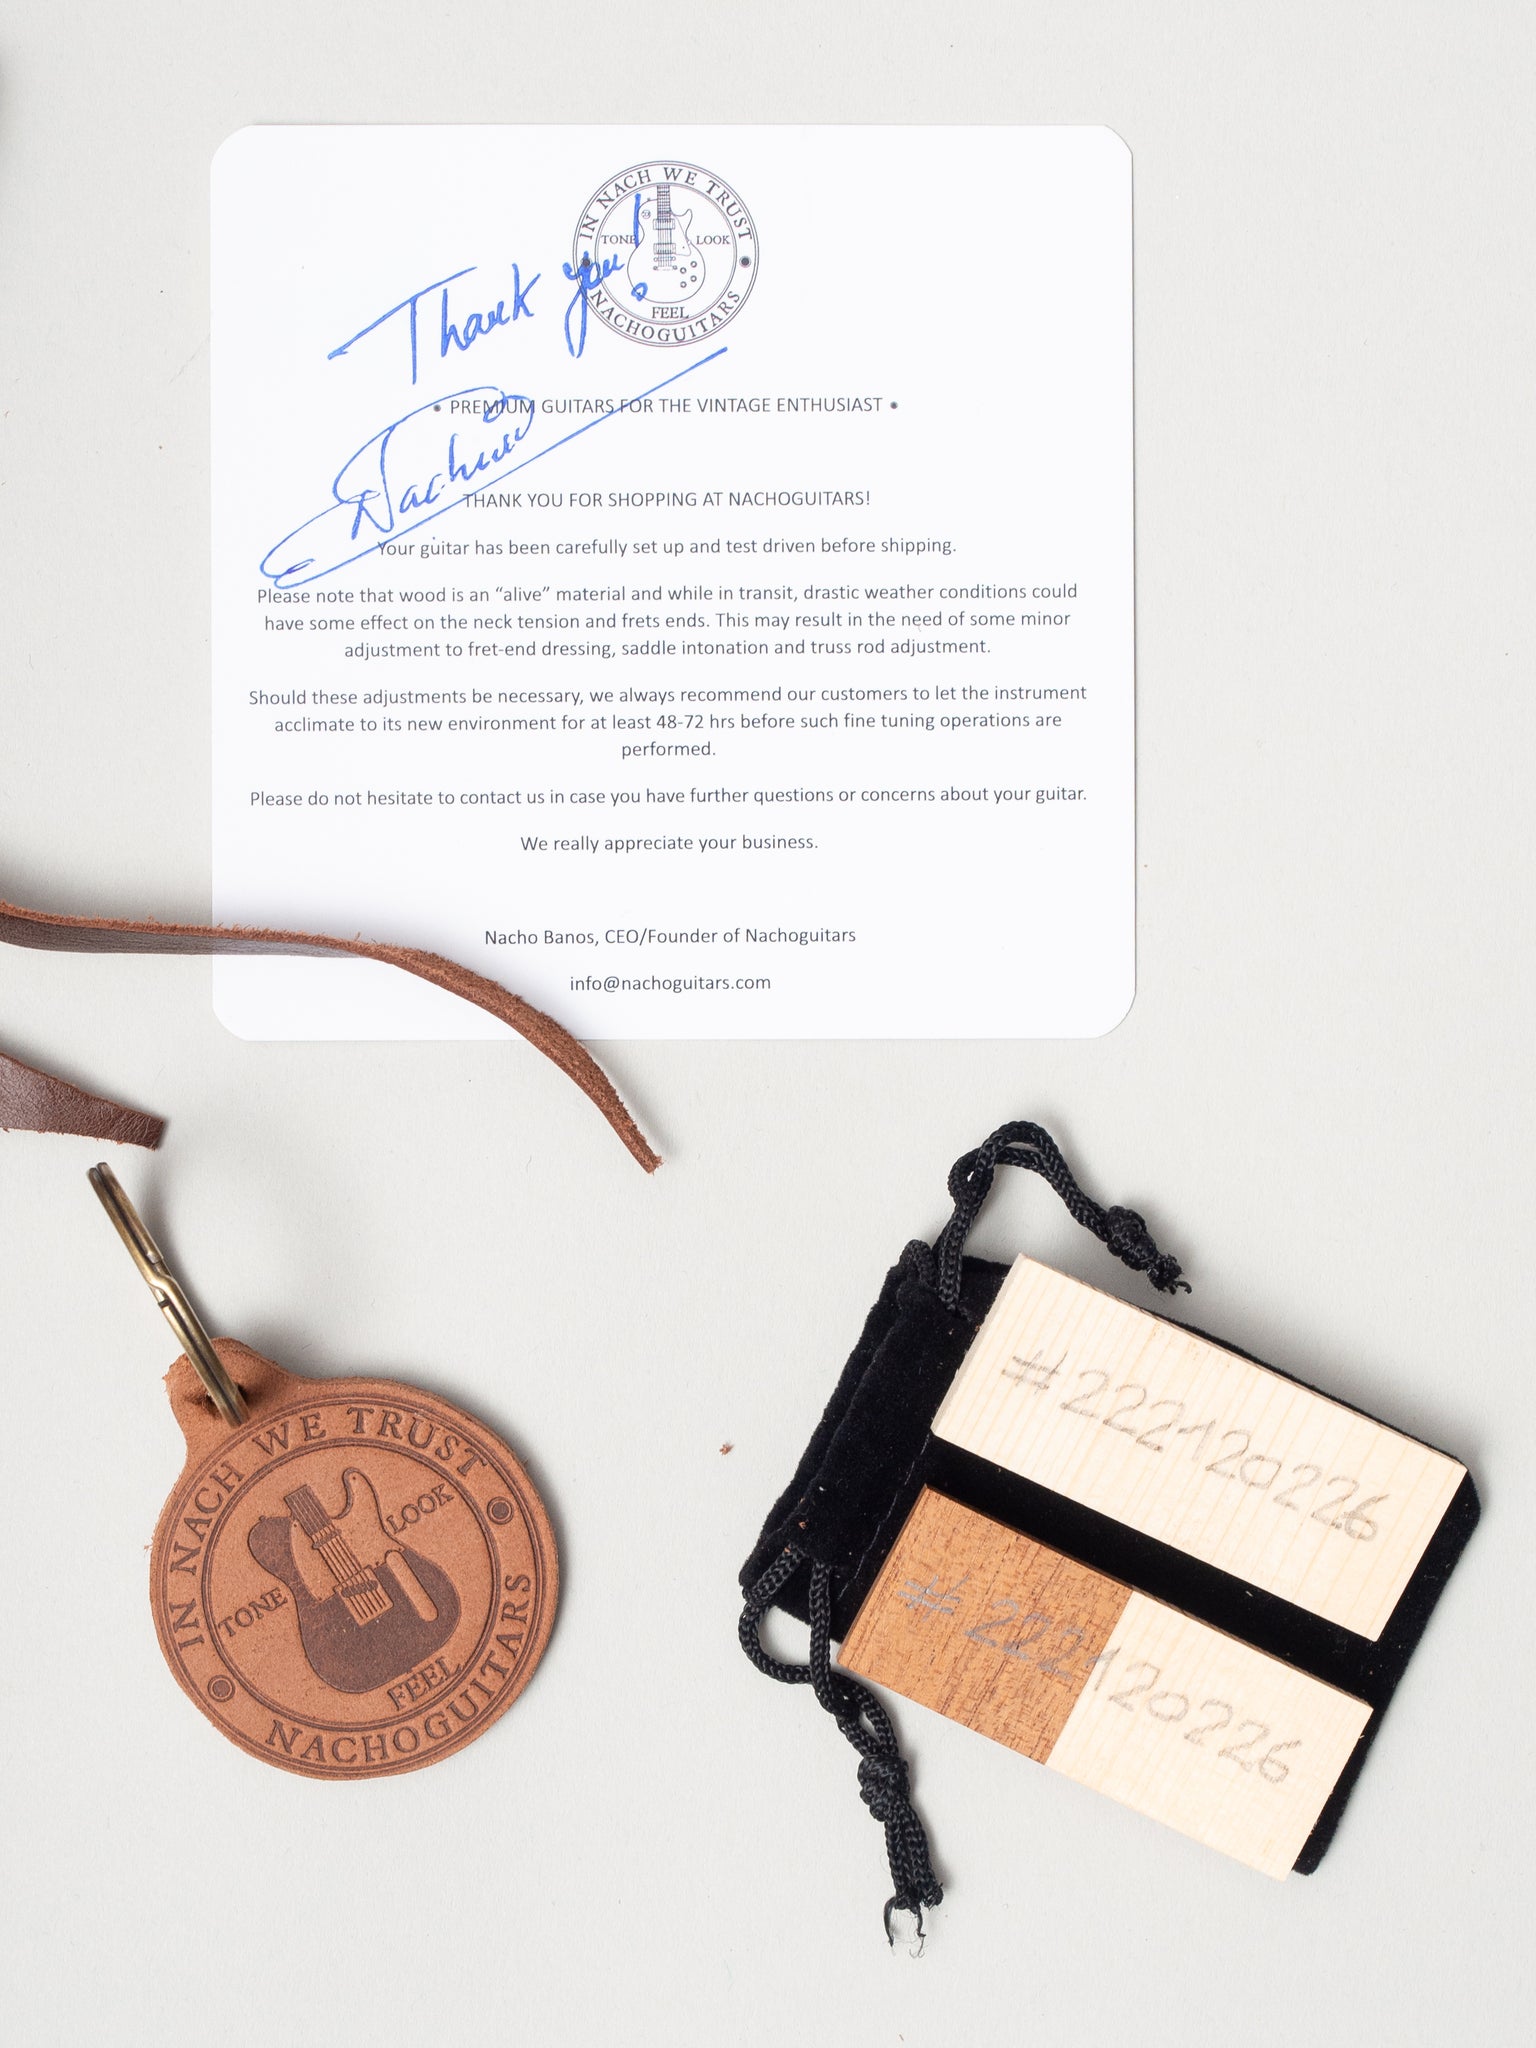 IN NACH WE TRUST
TONE LOOK
FEEL
NACHOGUITARS
Thank you!
• PREMIUM GUITARS FOR THE VINTAGE ENTHUSIAST •
Nacho
THANK YOU FOR SHOPPING AT NACHOGUITARS!
Your guitar has been carefully set up and test driven before shipping.
Please note that wood is an “alive” material and while in transit, drastic weather conditions could
have some effect on the neck tension and frets ends. This may result in the need of some minor
adjustment to fret-end dressing, saddle intonation and truss rod adjustment.
Should these adjustments be necessary, we always recommend our customers to let the instrument
acclimate to its new environment for at least 48-72 hrs before such fine tuning operations are
performed.
Please do not hesitate to contact us in case you have further questions or concerns about your guitar.
We really appreciate your business.
Nacho Banos, CEO/Founder of Nachoguitars
info@nachoguitars.com
IN NACH WE TRUST
LOOK
TONE
FEEL
NACHOGUITARS
#222120226
#222120226